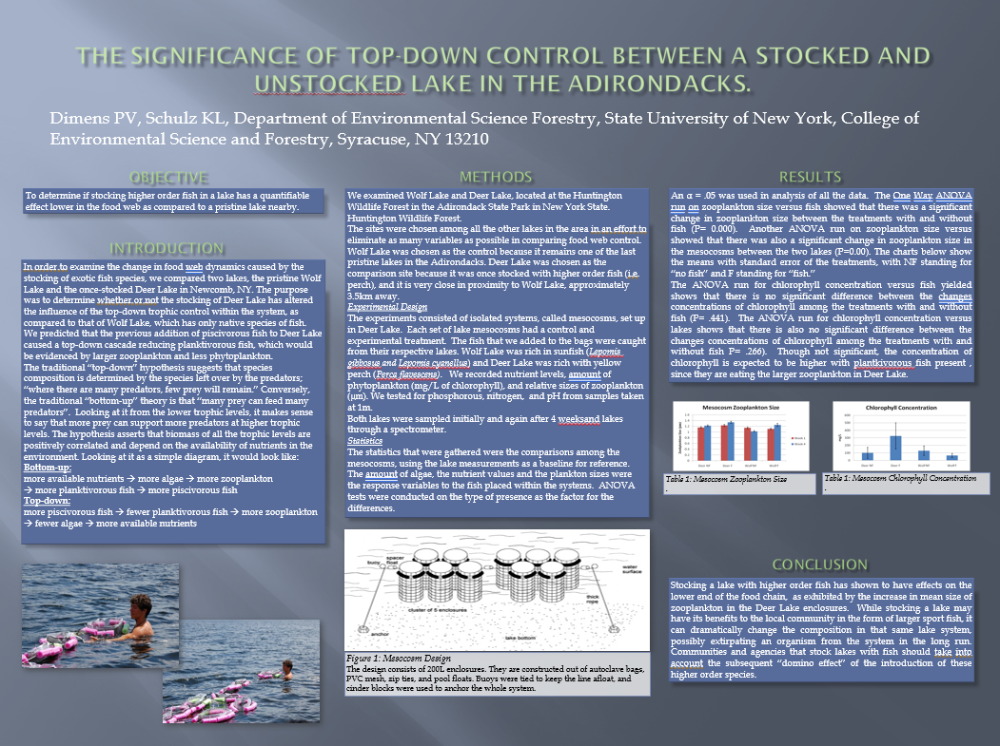 THE SIGNIFICANCE OF TOP-DOWN CONTROL BETWEEN A STOCKED AND
UNSTOCKED LAKE IN THE ADIRONDACKS.
Dimens PV, Schulz KL, Department of Environmental Science Forestry, State University of New York, College of
Environmental Science and Forestry, Syracuse, NY 13210
OBJECTIVE
To determine if stocking higher order fish in a lake has a quantifiable
effect lower in the food web as compared to a pristine lake nearby.
INTRODUCTION
In order to examine the change in food web dynamics caused by the
stocking of exotic fish species, we compared two lakes, the pristine Wolf
Lake and the once-stocked Deer Lake in Newcomb, NY. The purpose
was to determine whether or not the stocking of Deer Lake has altered
the influence of the top-down trophic control within the system, as
compared to that of Wolf Lake, which has only native species of fish.
We predicted that the previous addition of piscivorous fish to Deer Lake
caused a top-down cascade reducing planktivorous fish, which would
be evidenced by larger zooplankton and less phytoplankton.
The traditional "top-down" hypothesis suggests that species
composition is determined by the species left over by the predators;
"where there are many predators, few prey will remain." Conversely,
the traditional "bottom-up" theory is that "many prey can feed many
predators". Looking at it from the lower trophic levels, it makes sense
to say that more prey can support more predators at higher trophic
levels. The hypothesis asserts that biomass of all the trophic levels are
positively correlated and depend on the availability of nutrients in the
environment. Looking at it as a simple diagram, it would look like:
Bottom-up:
more available nutrients → more algae → more zooplankton
→ more planktivorous fish → more piscivorous fish
Top-down:
more piscivorous fish → fewer planktivorous fish → more zooplankton
→ fewer algae → more available nutrients
METHODS
We examined Wolf Lake and Deer Lake, located at the Huntington
Wildlife Forest in the Adirondack State Park in New York State.
Huntington Wildlife Forest.
The sites were chosen among all the other lakes in the area in an effort to
eliminate as many variables as possible in comparing food web control.
Wolf Lake was chosen as the control because it remains one of the last
pristine lakes in the Adirondacks. Deer Lake was chosen as the
comparison site because it was once stocked with higher order fish (i.e.
perch), and it is very close in proximity to Wolf Lake, approximately
3.5km away.
Experimental Design
The experiments consisted of isolated systems, called mesocosms, set up
in Deer Lake. Each set of lake mesocosms had a control and
experimental treatment. The fish that we added to the bags were caught
from their respective lakes. Wolf Lake was rich in sunfish (Lepomis
gibbosus and Lepomis cyanellus) and Deer Lake was rich with yellow
perch (Perca flavescens). We recorded nutrient levels, amount of
phytoplankton (mg/L of chlorophyll), and relative sizes of zooplankton
(μm). We tested for phosphorous, nitrogen, and pH from samples taken
at 1m.
Both lakes were sampled initially and again after 4 weeksand lakes
through a spectrometer.
Statistics
The statistics that were gathered were the comparisons among the
mesocosms, using the lake measurements as a baseline for reference.
The amount of algae, the nutrient values and the plankton sizes were
the response variables to the fish placed within the systems. ANOVA
tests were conducted on the type of presence as the factor for the
differences.
buoy
spacer
float
water
surface
cluster of 5 enclosures
thick
rope
anchor
lake bottom
Figure 1: Mesocosm Design
The design consists of 200L enclosures. They are constructed out of autoclave bags,
PVC mesh, zip ties, and pool floats. Buoys were tied to keep the line afloat, and
cinder blocks were used to anchor the whole system.
RESULTS
An α = .05 was used in analysis of all the data. The One Way ANOVA
run on zooplankton size versus fish showed that there was a significant
change in zooplankton size between the treatments with and without
fish (P= 0.000). Another ANOVA run on zooplankton size versus
showed that there was also a significant change in zooplankton size in
the mesocosms between the two lakes (P=0.00). The charts below show
the means with standard error of the treatments, with NF standing for
"no fish" and F standing for "fish."
The ANOVA run for chlorophyll concentration versus fish yielded
shows that there is no significant difference between the changes
concentrations of chlorophyll among the treatments with and without
fish (P= .441). The ANOVA run for chlorophyll concentration versus
lakes shows that there is also no significant difference between the
changes concentrations of chlorophyll among the treatments with and
without fish P= .266). Though not significant, the concentration of
chlorophyll is expected to be higher with plantkivorous fish present ,
since they are eating the larger zooplankton in Deer Lake.
Mesocosm Zooplankton Size
Table 1: Mesocosm Zooplankton Size
.
Chlorophyll Concentration
Table 1: Mesocosm Chlorophyll Concentration
.
CONCLUSION
Stocking a lake with higher order fish has shown to have effects on the
lower end of the food chain, as exhibited by the increase in mean size of
zooplankton in the Deer Lake enclosures. While stocking a lake may
have its benefits to the local community in the form of larger sport fish, it
can dramatically change the composition in that same lake system,
possibly extirpating an organism from the system in the long run.
Communities and agencies that stock lakes with fish should take into
account the subsequent "domino effect" of the introduction of these
higher order species.